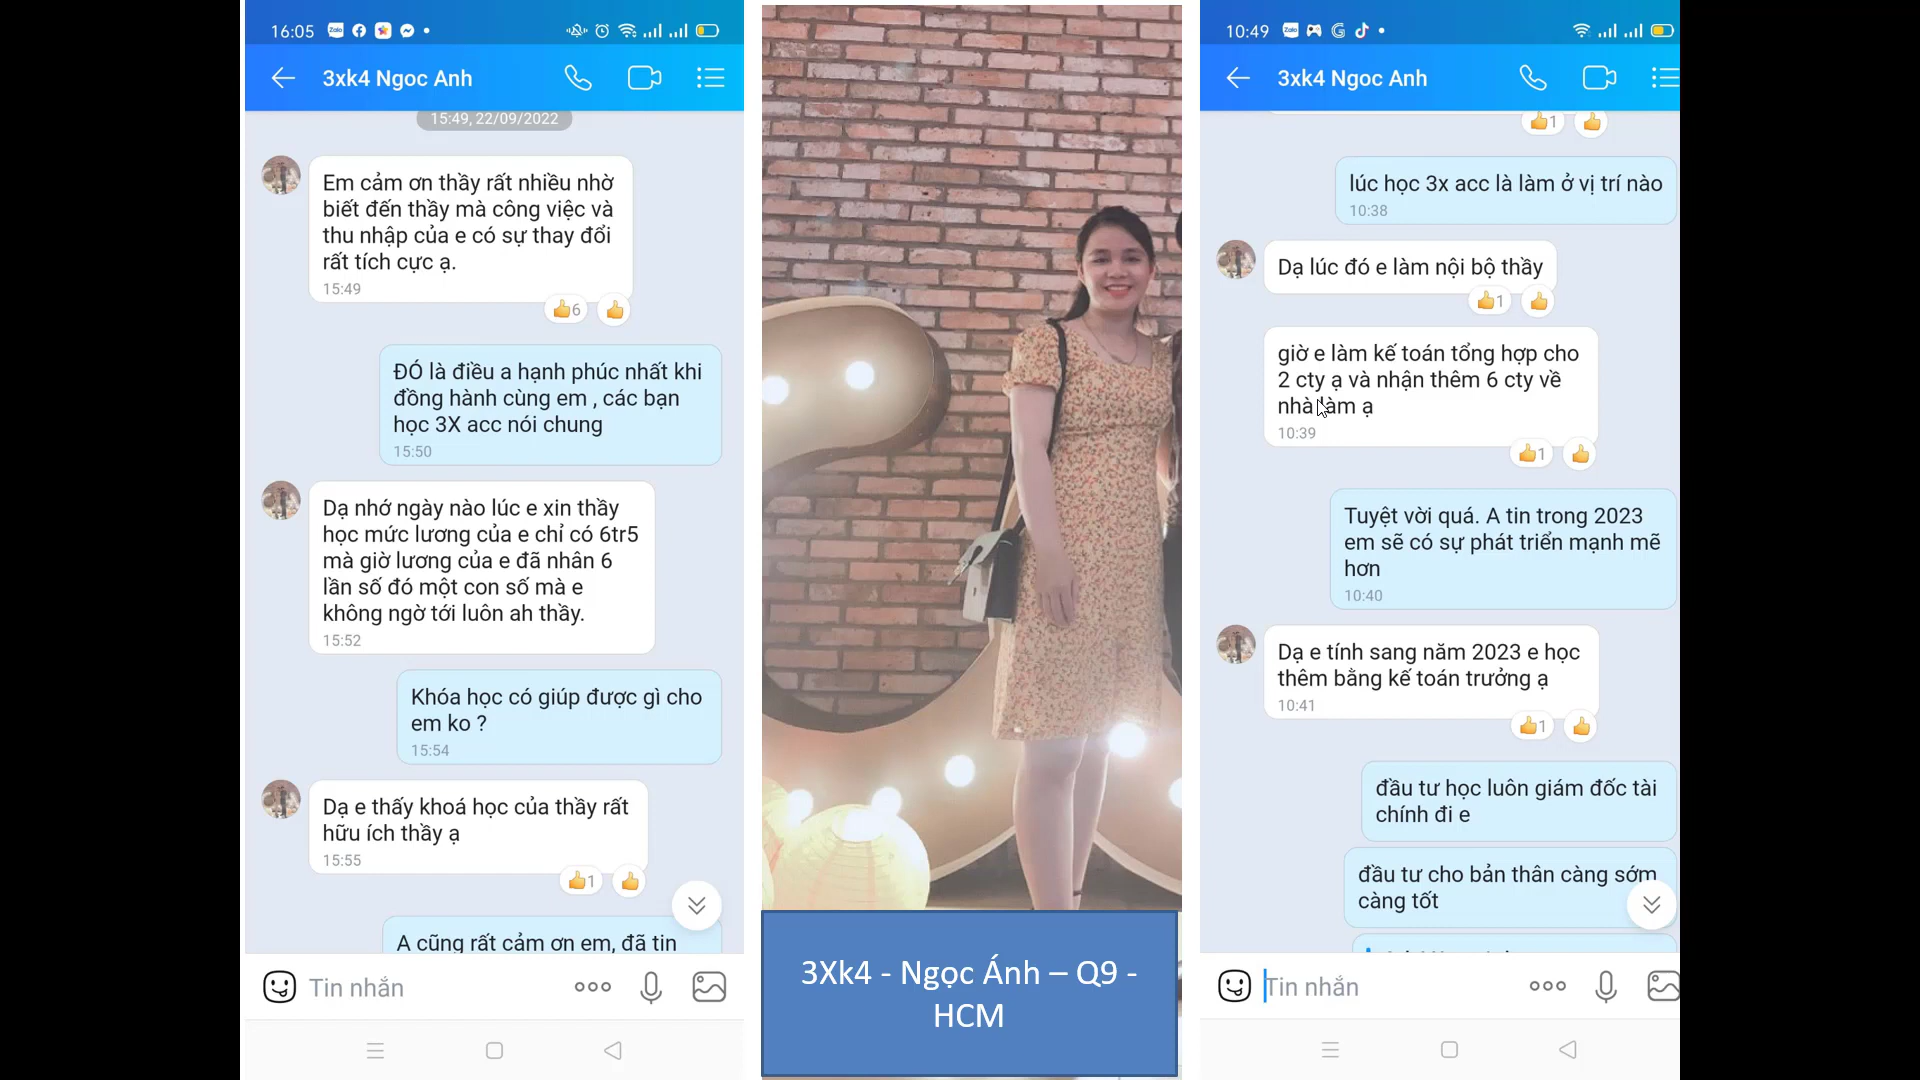 16:05
3xk4 Ngoc Anh
15:49, 22/09/2022
Em cảm ơn thầy rất nhiều nhờ
biết đến thầy mà công việc và
thu nhập của e có sự thay đổi
rất tích cực ạ.
15:49
6
ĐÓ là điều a hạnh phúc nhất khi
đồng hành cùng em , các bạn
học 3X acc nói chung
15:50
Dạ nhớ ngày nào lúc e xin thầy
học mức lương của e chỉ có 6tr5
mà giờ lương của e đã nhân 6
lần số đó một con số mà e
không ngờ tới luôn ah thầy.
15:52
Khóa học có giúp được gì cho
em ko ?
15:54
Dạ e thấy khoá học của thầy rất
hữu ích thầy ạ
15:55
1
A cũng rất cảm ơn em, đã tin
Tin nhắn
3Xk4 - Ngọc Ánh – Q9 -
HCM
10:49
3xk4 Ngoc Anh
1
lúc học 3x acc là làm ở vị trí nào
10:38
Dạ lúc đó e làm nội bộ thầy
1
giờ e làm kế toán tổng hợp cho
2 cty ạ và nhận thêm 6 cty về
nhà làm ạ
10:39
1
Tuyệt vời quá. A tin trong 2023
em sẽ có sự phát triển mạnh mẽ
hơn
10:40
Dạ e tính sang năm 2023 e học
thêm bằng kế toán trưởng ạ
10:41
1
đầu tư học luôn giám đốc tài
chính đi e
đầu tư cho bản thân càng sớm
càng tốt
Tin nhắn